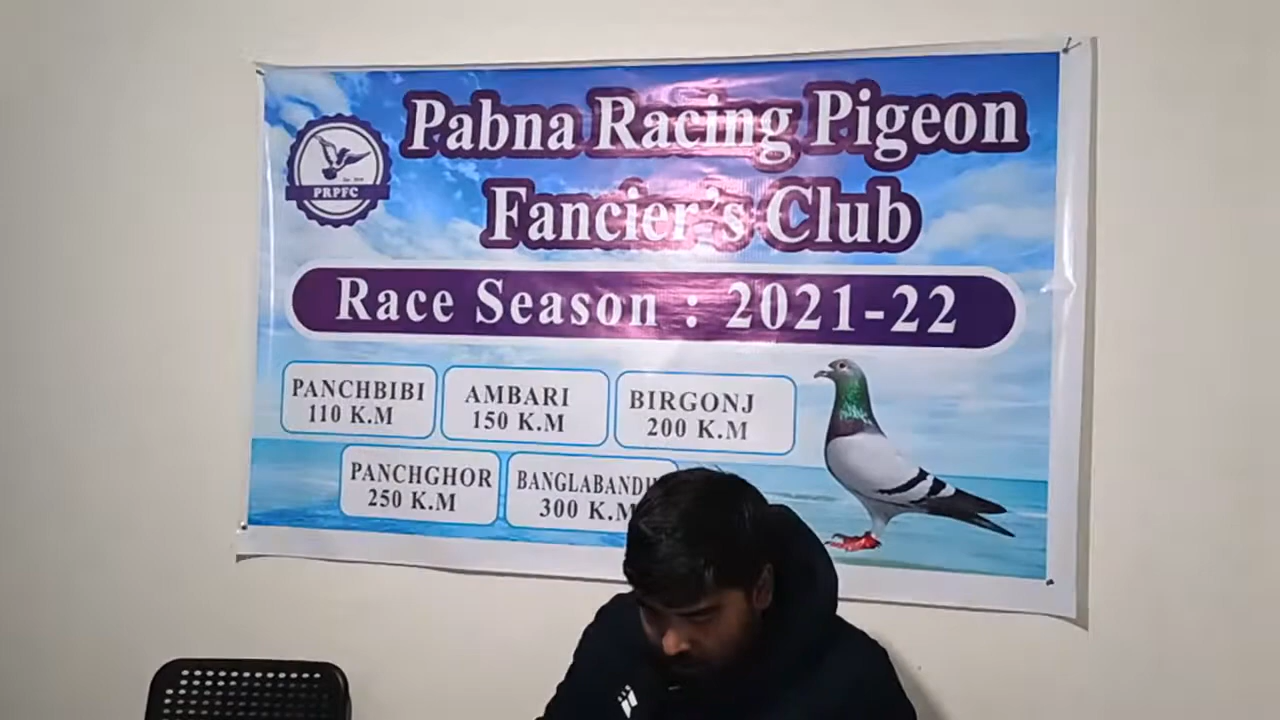 Pabna Racing Pigeon
Fancier's Club
PRPFC
Race Season : 2021-22
PANCHBIBI
110 K.M
AMBARI
150 K.M
BIRGONJ
200 K.M
PANCHGHOR
250 K.M
300 K.M